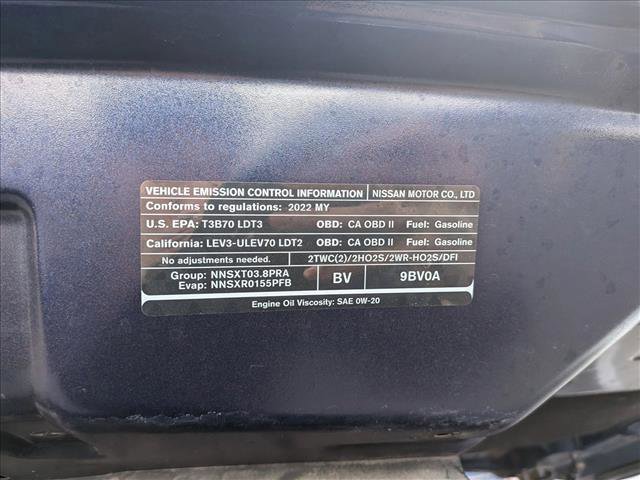 VEHICLE EMISSION CONTROL INFORMATION NISSAN MOTOR CO., LTD
Conforms to regulations: 2022 MY
U.S. EPA: T3B70 LDT3 OBD: CA OBD II Fuel: Gasoline
California: LEV3-ULEV70 LDT2 OBD: CA OBD II Fuel: Gasoline
No adjustments needed. 2TWC(2)/2HO2S/2WR-HO2S/DFI
Group: NNSXT03.8PRA BV 9BV0A
Evap: NNSXR0155PFB
Engine Oil Viscosity: SAE 0W-20